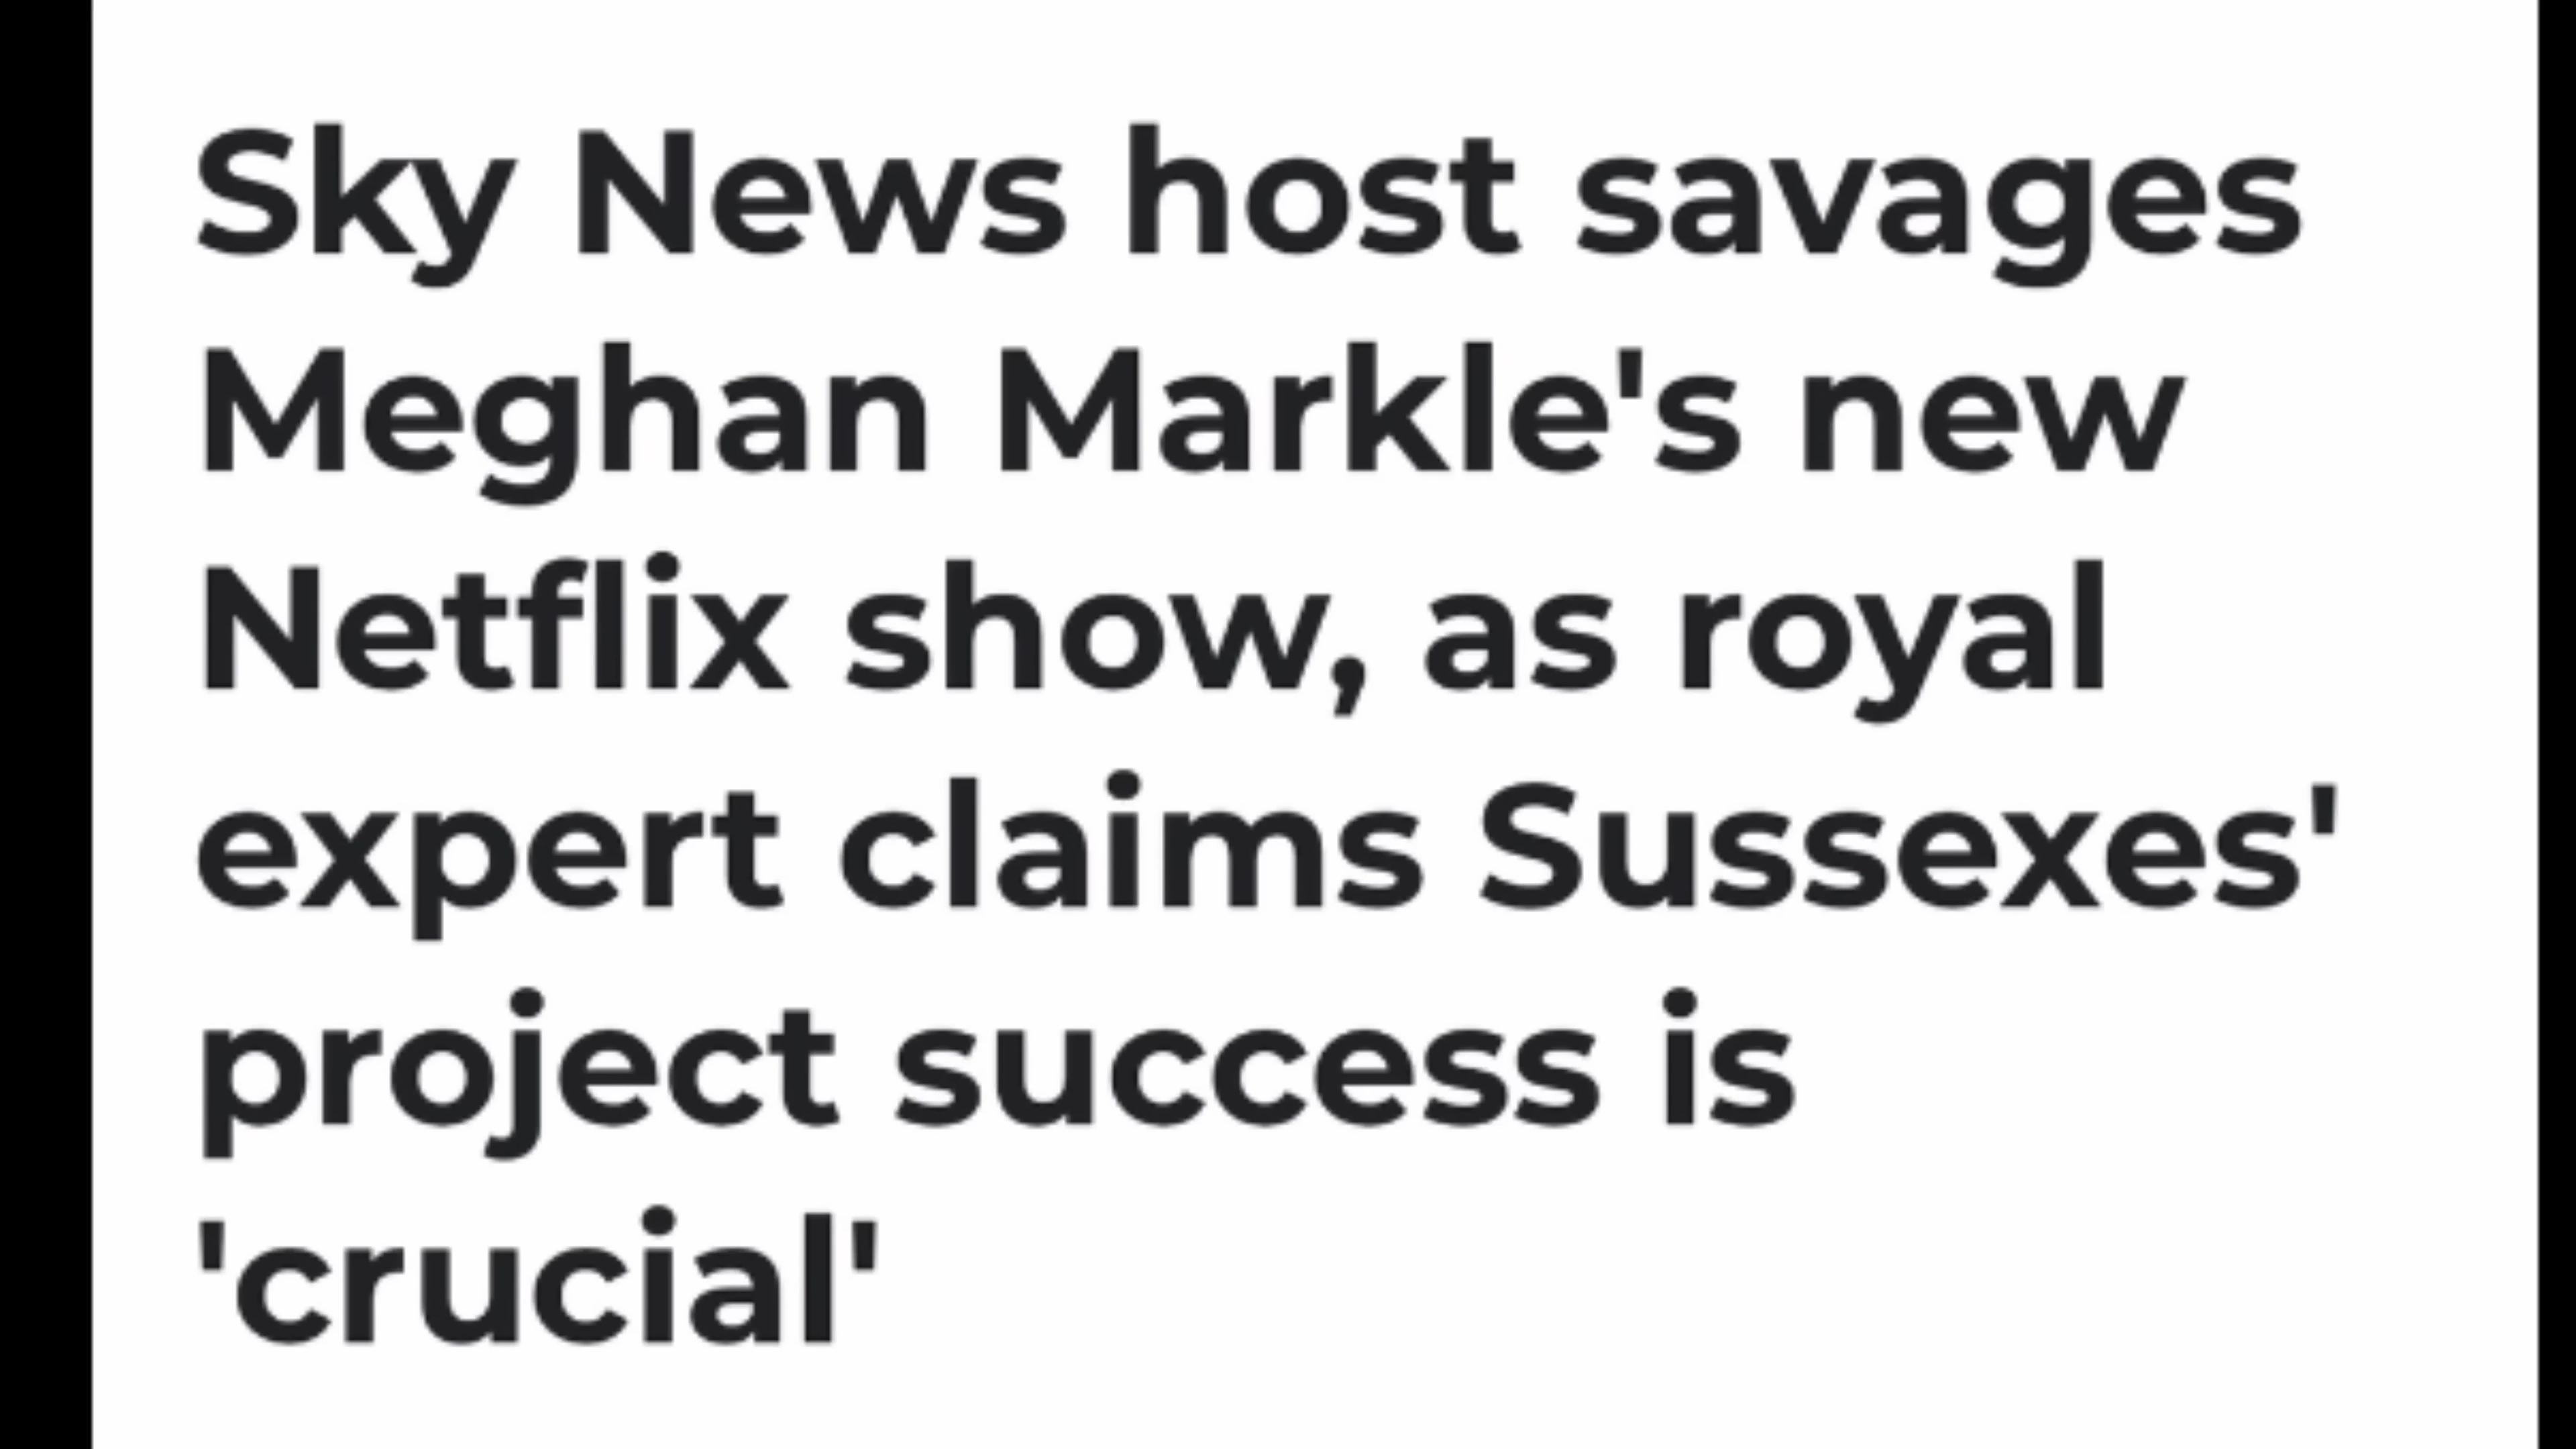 Sky News host savages
Meghan Markle's new
Netflix show, as royal
expert claims Sussexes'
project success is
'crucial'